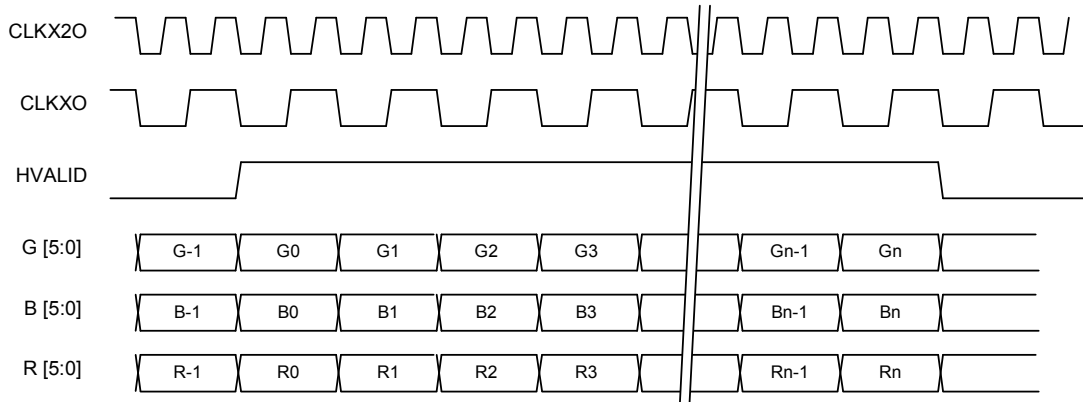 CLKX2O
CLKXO
HVALID
G [5:0] G-1 G0 G1 G2 G3 Gn-1 Gn
B [5:0] B-1 B0 B1 B2 B3 Bn-1 Bn
R [5:0] R-1 R0 R1 R2 R3 Rn-1 Rn